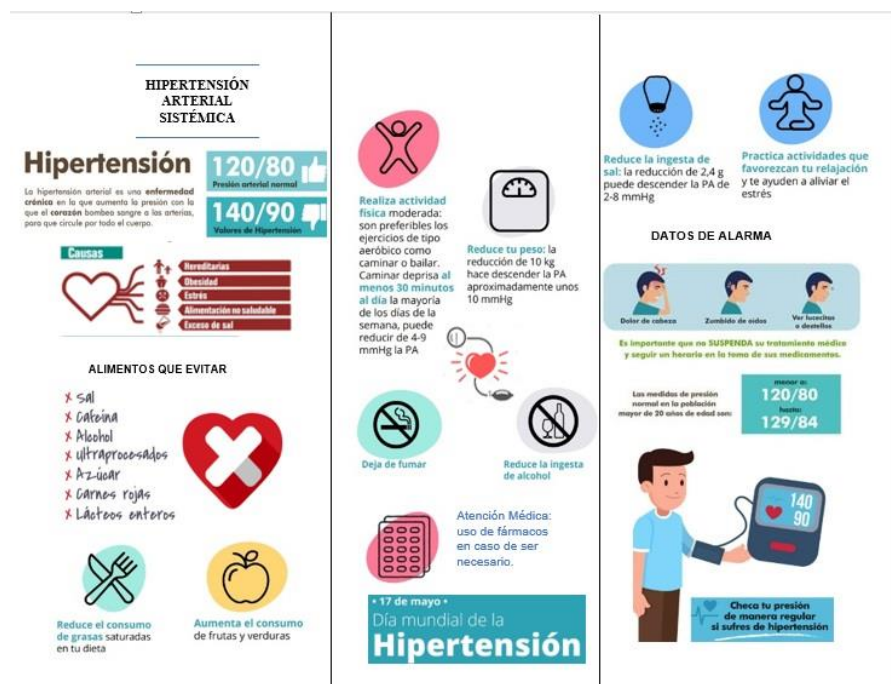 HIPERTENSIÓN
ARTERIAL
SISTÉMICA
Hipertensión
La hipertensión arterial es una enfermedad
crónica en la que aumenta la presión con la
que el corazón bombea sangre a las arterias,
para que circule por todo el cuerpo.
120/80
Presión arterial normal
140/90
Valores de Hipertensión
Causas
Hereditarias
Obesidad
Estrés
Alimentación no saludable
Exceso de sal
ALIMENTOS QUE EVITAR
x Sal
x Cafeína
x Alcohol
x ultraprocesados
x Azúcar
x Carnes rojas
x Lácteos enteros
Reduce el consumo
de grasas saturadas
en tu dieta
Aumenta el consumo
de frutas y verduras
Realiza actividad
física moderada:
son preferibles los
ejercicios de tipo
aeróbico como
caminar o bailar.
Caminar deprisa al
menos 30 minutos
al día la mayoría
de los días de la
semana, puede
reducir de 4-9
mmHg la PA
Reduce tu peso: la
reducción de 10 kg
hace descender la PA
aproximadamente unos
10 mmHg
Deja de fumar
Reduce la ingesta
de alcohol
Atención Médica:
uso de fármacos
en caso de ser
necesario.
• 17 de mayo •
Día mundial de la
Hipertensión
Reduce la ingesta de
sal: la reducción de 2,4 g
puede descender la PA de
2-8 mmHg
Practica actividades que
favorezcan tu relajación
y te ayuden a aliviar el
estrés
DATOS DE ALARMA
Dolor de cabeza
Zumbido de oídos
Ver lucecitas
o destellos
Es importante que no SUSPENDA su tratamiento médico
y seguir un horario en la toma de sus medicamentos.
Las medidas de presión
normal en la población
mayor de 20 años de edad son:
menor a:
120/80
hasta:
129/84
140
90
Checa tu presión
de manera regular
si sufres de hipertensión